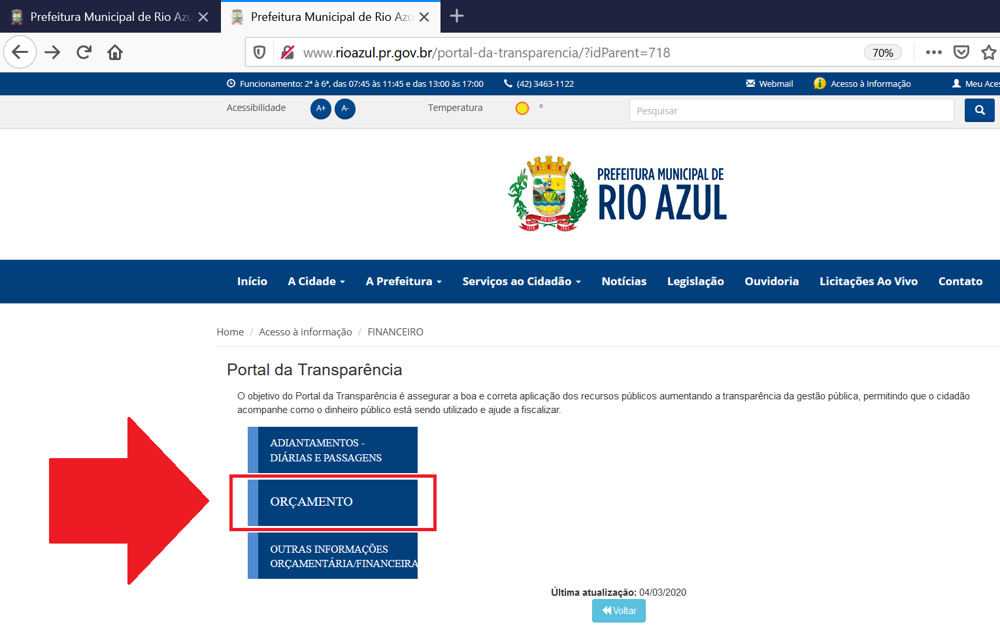 Prefeitura Municipal de Rio Azu
Prefeitura Municipal de Rio Azu
www.rioazul.pr.gov.br/portal-da-transparencia/?idParent=718
70%
Funcionamento: 2ª à 6ª, das 07:45 às 11:45 e das 13:00 às 17:00
(42) 3463-1122
Webmail
Acesso à Informação
Meu Aces
Acessibilidade
A+
A-
Temperatura
º
Pesquisar
PREFEITURA MUNICIPAL DE
RIO AZUL
RIO AZUL
1918
Início
A Cidade
A Prefeitura
Serviços ao Cidadão
Notícias
Legislação
Ouvidoria
Licitações Ao Vivo
Contato
Home / Acesso à informação / FINANCEIRO
Portal da Transparência
O objetivo do Portal da Transparência é assegurar a boa e correta aplicação dos recursos públicos aumentando a transparência da gestão pública, permitindo que o cidadão
acompanhe como o dinheiro público está sendo utilizado e ajude a fiscalizar.
ADIANTAMENTOS -
DIÁRIAS E PASSAGENS
ORÇAMENTO
OUTRAS INFORMAÇÕES
ORÇAMENTÁRIA/FINANCEIRA
Última atualização: 04/03/2020
Voltar